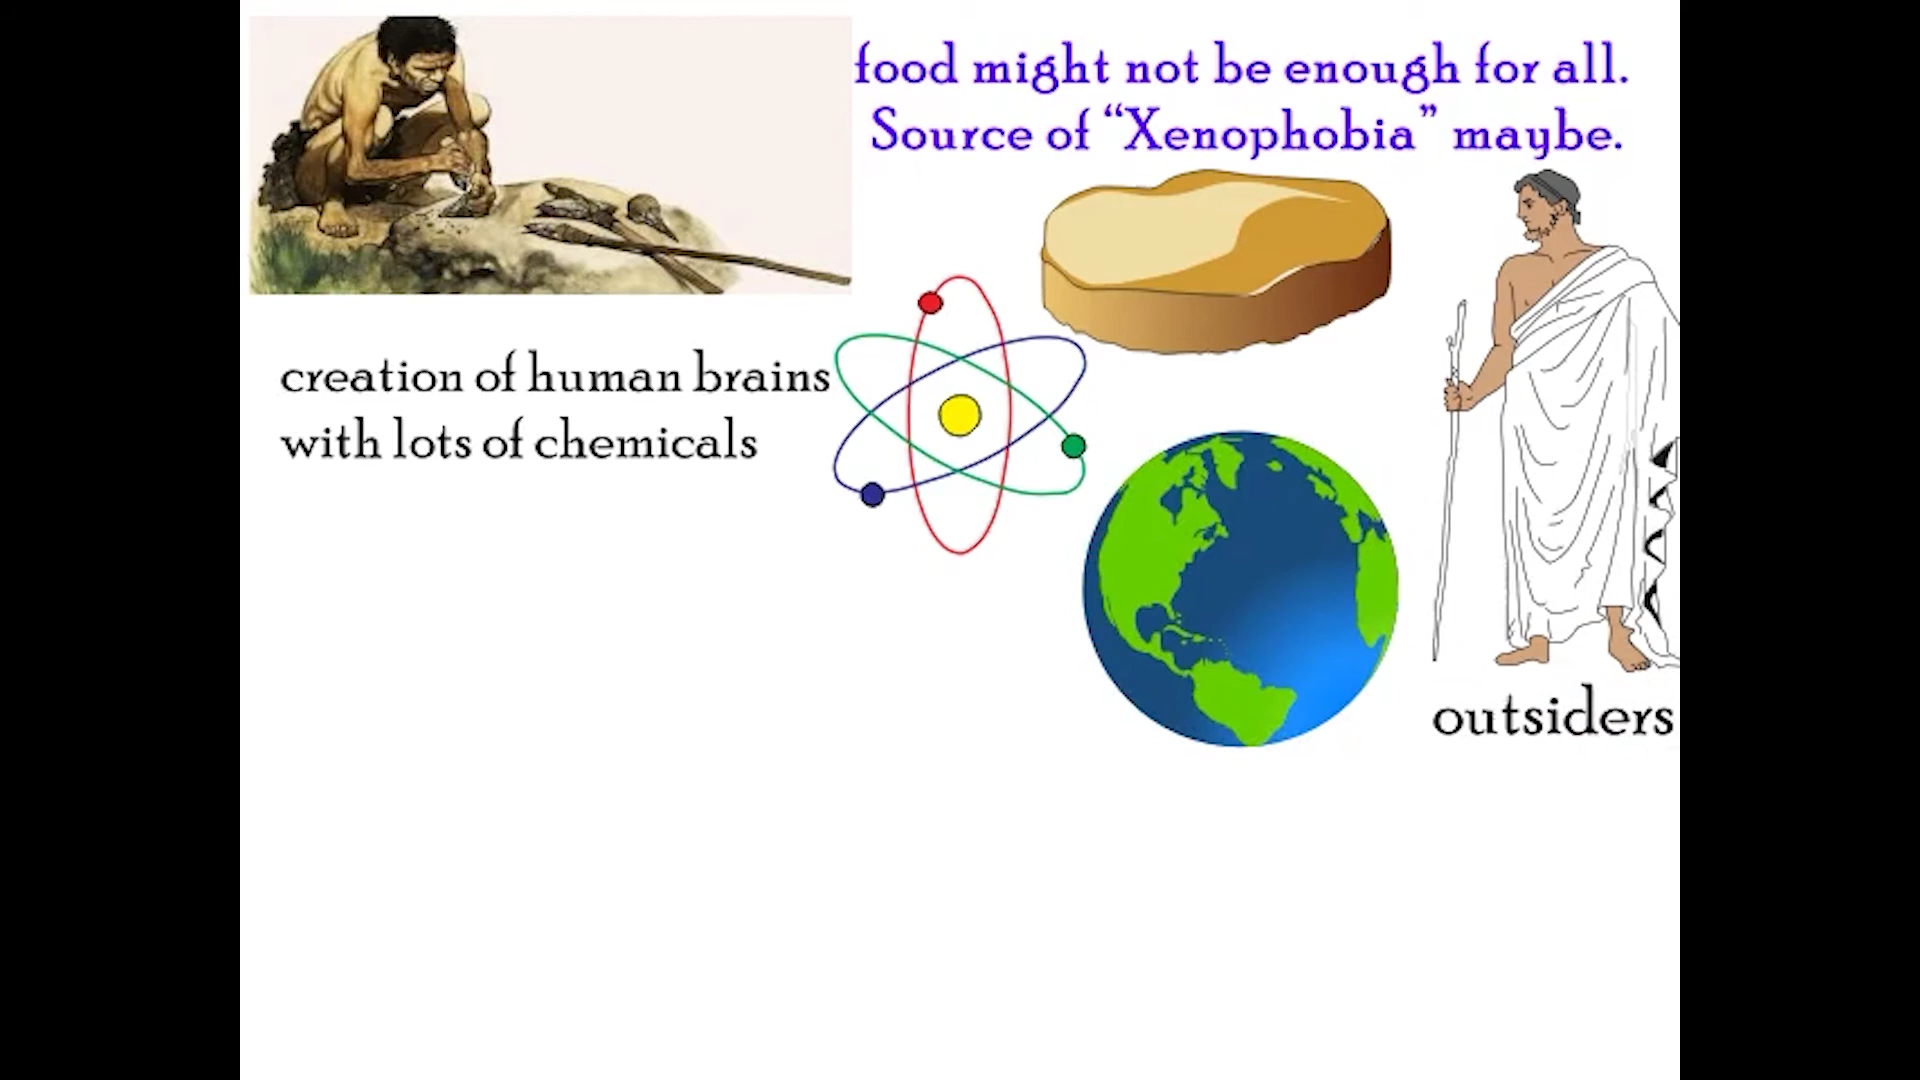 food might not be enough for all.
Source of “Xenophobia” maybe.
creation of human brains
with lots of chemicals
outsiders